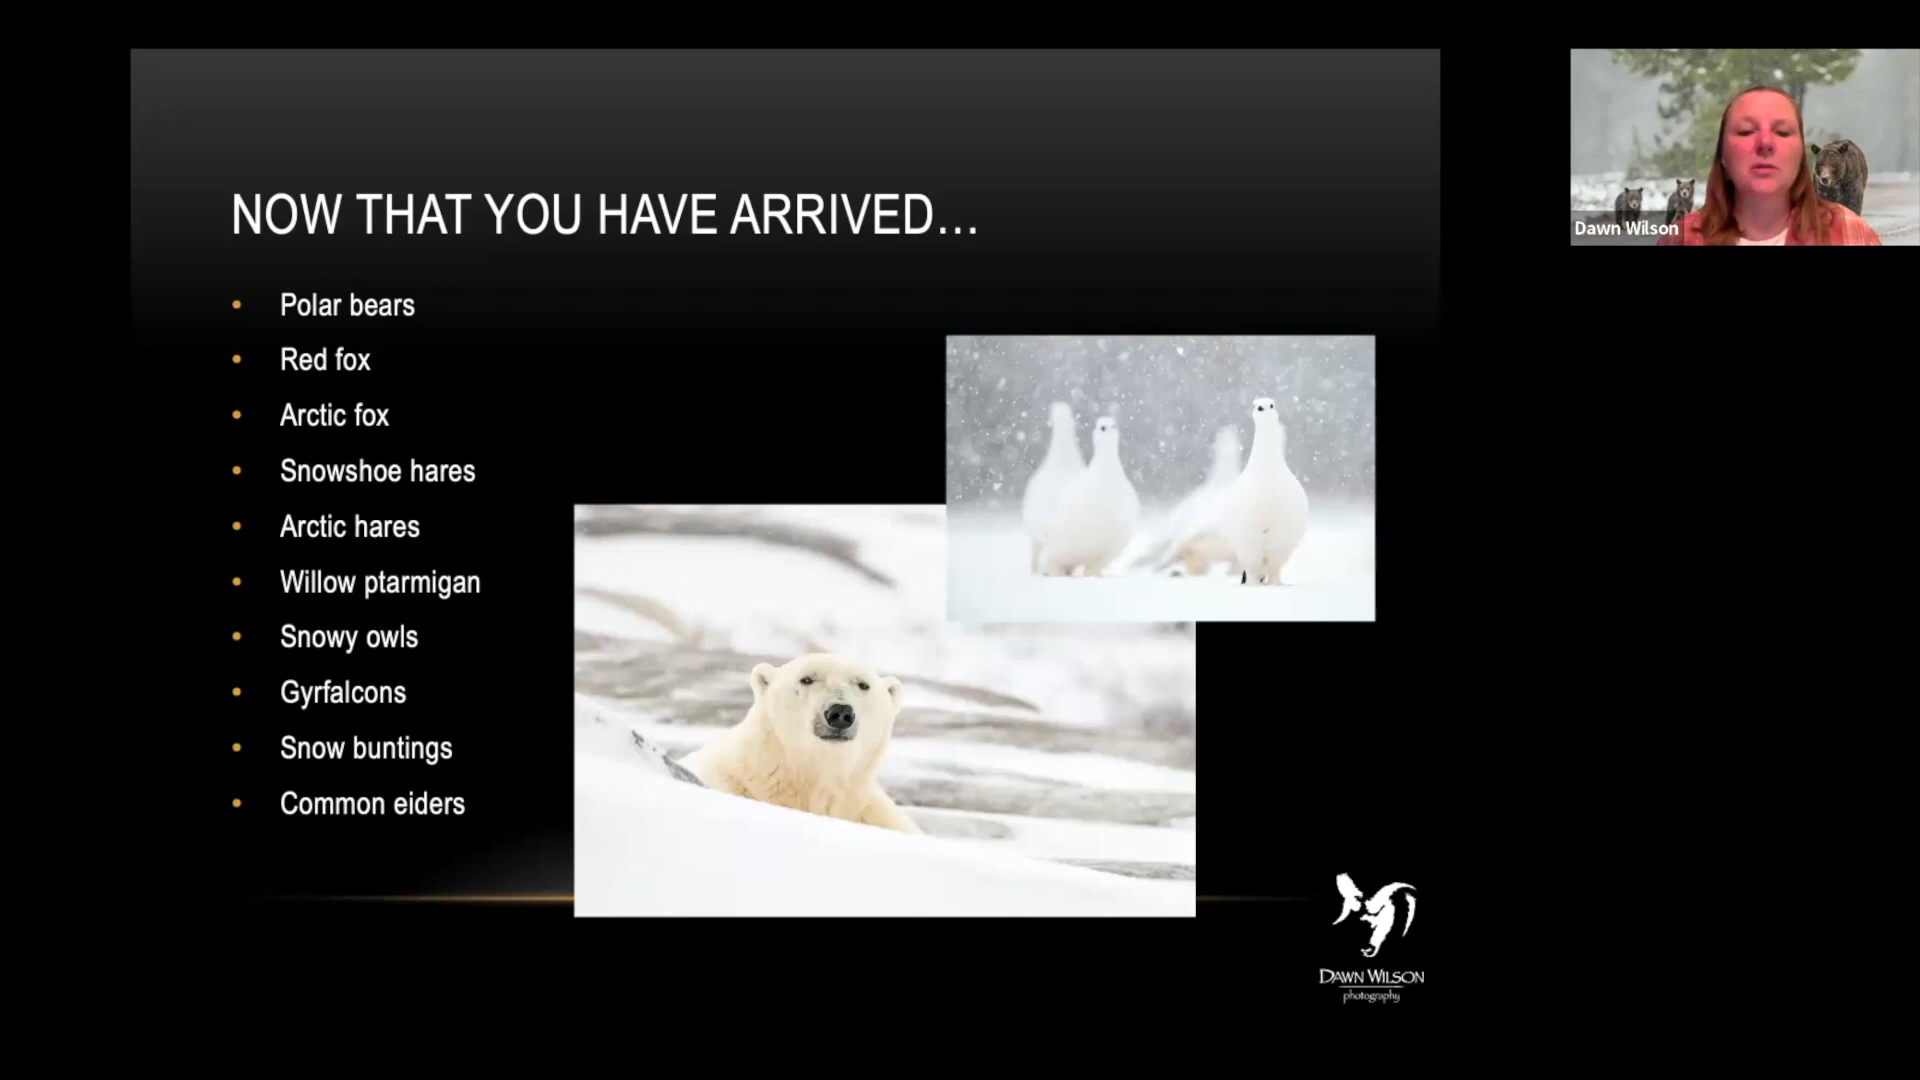 NOW THAT YOU HAVE ARRIVED…
• Polar bears
• Red fox
• Arctic fox
• Snowshoe hares
• Arctic hares
• Willow ptarmigan
• Snowy owls
• Gyrfalcons
• Snow buntings
• Common eiders
Dawn Wilson
DAWN WILSON
photography